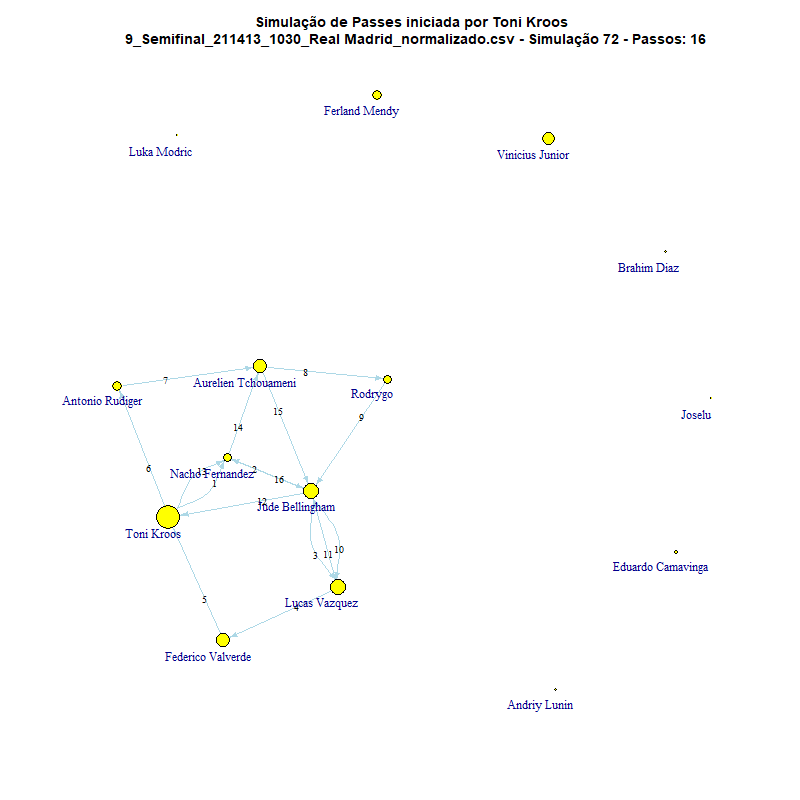 Simulação de Passes iniciada por Toni Kroos
9_Semifinal_211413_1030_Real Madrid_normalizado.csv - Simulação 72 - Passos: 16
Ferland Mendy
Luka Modric
Vinicius Junior
Brahim Diaz
Aurelien Tchouameni
8
7
Antonio Rudiger
Rodrygo
Joselu
15
9
14
6
13
2
Nacho Fernandez
16
1
12
Jude Bellingham
Toni Kroos
3
11
10
Eduardo Camavinga
5
Lucas Vazquez
4
Federico Valverde
Andriy Lunin